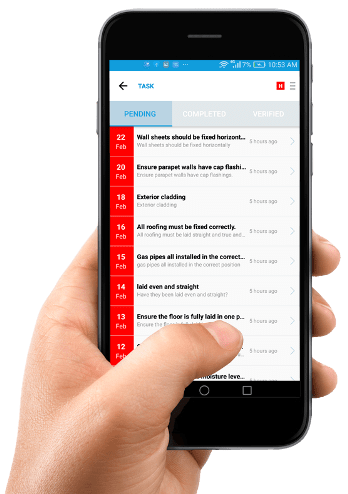 7% 10:53 AM
TASK
H
PENDING COMPLETED VERIFIED
22 Feb
Wall sheets should be fixed horizont...
Wall sheets should be fixed horizontally
5 hours ago
20 Feb
Ensure parapet walls have cap flashi...
Ensure parapet walls have cap flashings
5 hours ago
18 Feb
Exterior cladding
Exterior cladding
5 hours ago
16 Feb
All roofing must be fixed correctly.
All roofing must be laid straight and true and...
5 hours ago
15 Feb
Gas pipes all installed in the correct...
gas pipes all installed in the correct position
5 hours ago
14 Feb
laid even and straight
Have they been laid even and straight?
5 hours ago
13 Feb
Ensure the floor is fully laid in one p...
Ensure the
5 hours ago
12 Feb
5 hours ago
moisture leve...